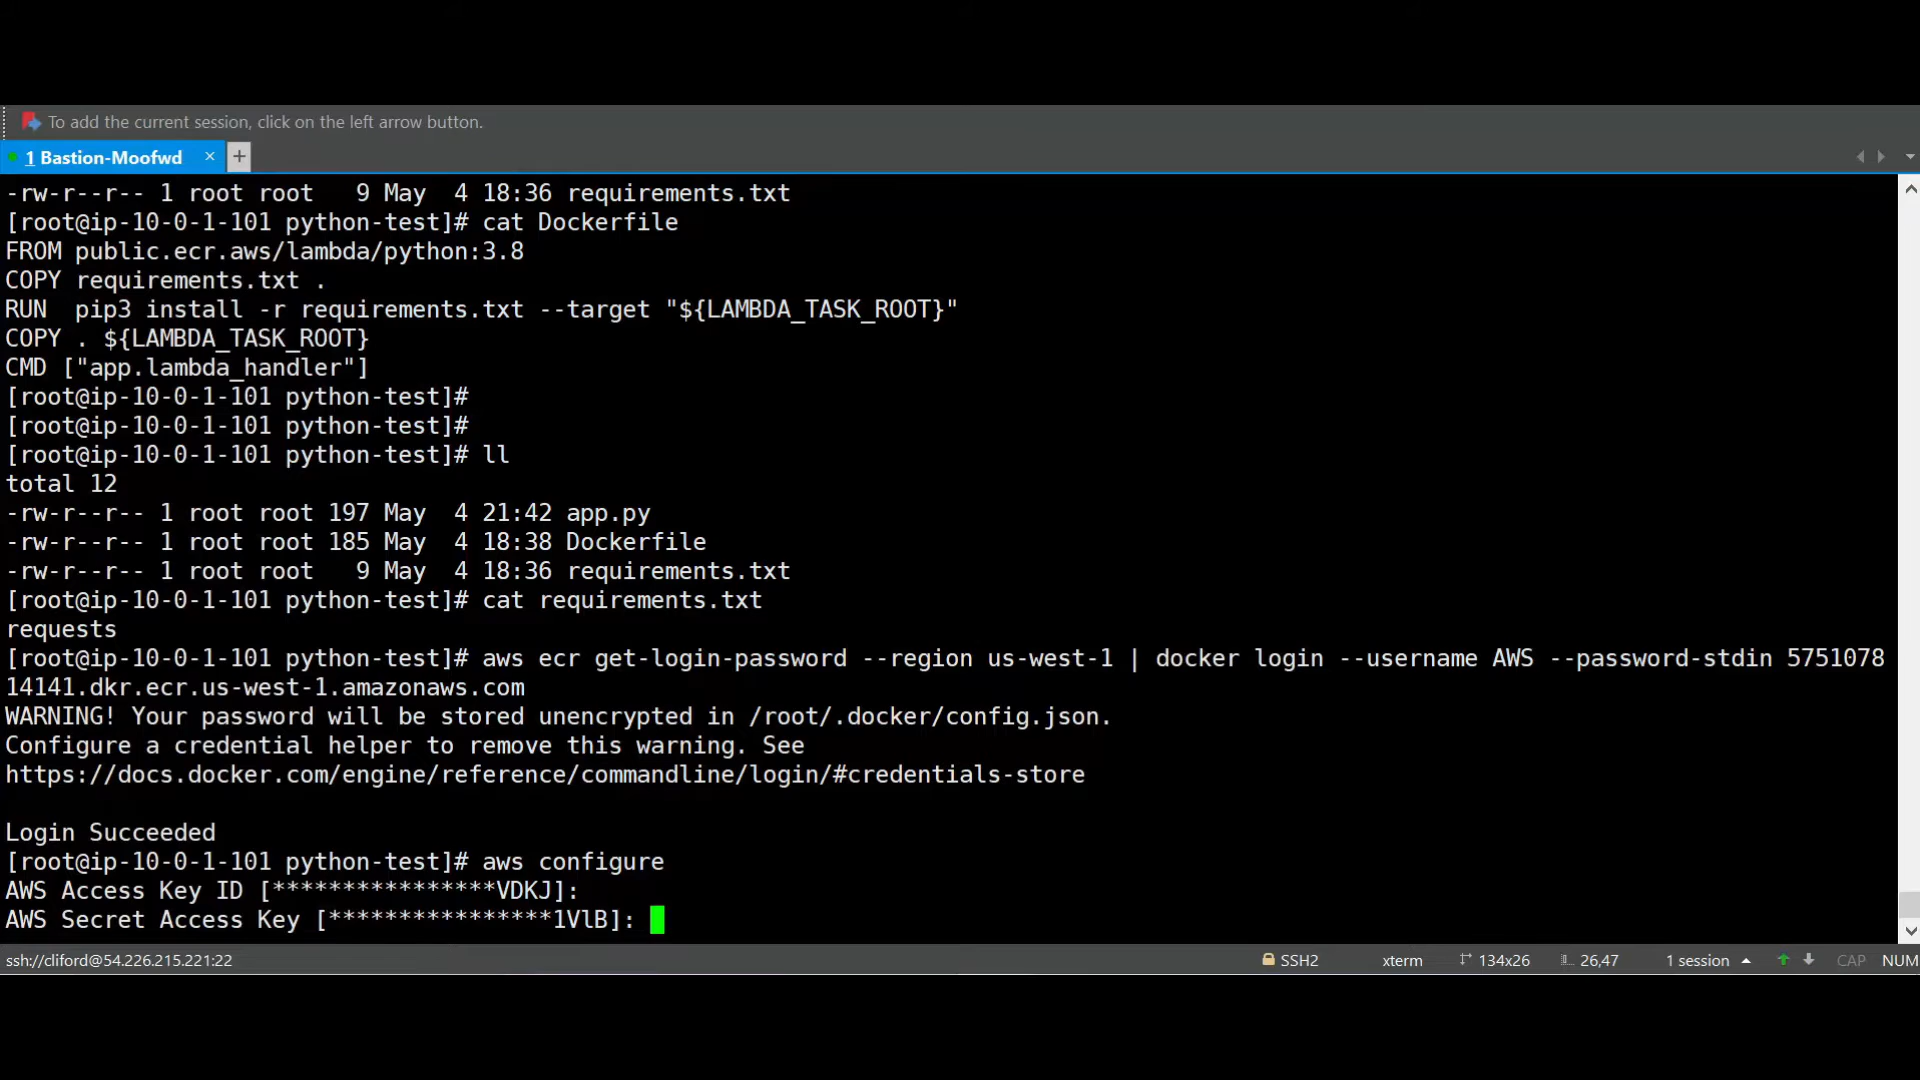 To add the current session, click on the left arrow button.
1 Bastion-Moofwd × +
-rw-r--r-- 1 root root   9 May  4 18:36 requirements.txt
[root@ip-10-0-1-101 python-test]# cat Dockerfile
FROM public.ecr.aws/lambda/python:3.8
COPY requirements.txt .
RUN  pip3 install -r requirements.txt --target "${LAMBDA_TASK_ROOT}"
COPY . ${LAMBDA_TASK_ROOT}
CMD ["app.lambda_handler"]
[root@ip-10-0-1-101 python-test]#
[root@ip-10-0-1-101 python-test]#
[root@ip-10-0-1-101 python-test]# ll
total 12
-rw-r--r-- 1 root root 197 May  4 21:42 app.py
-rw-r--r-- 1 root root 185 May  4 18:38 Dockerfile
-rw-r--r-- 1 root root   9 May  4 18:36 requirements.txt
[root@ip-10-0-1-101 python-test]# cat requirements.txt
requests
[root@ip-10-0-1-101 python-test]# aws ecr get-login-password --region us-west-1 | docker login --username AWS --password-stdin 5751078
14141.dkr.ecr.us-west-1.amazonaws.com
WARNING! Your password will be stored unencrypted in /root/.docker/config.json.
Configure a credential helper to remove this warning. See
https://docs.docker.com/engine/reference/commandline/login/#credentials-store
Login Succeeded
[root@ip-10-0-1-101 python-test]# aws configure
AWS Access Key ID [****************VDKJ]:
AWS Secret Access Key [****************1VlB]:
ssh://cliford@54.226.215.221:22 SSH2 xterm 134x26 26,47 1 session CAP NUM